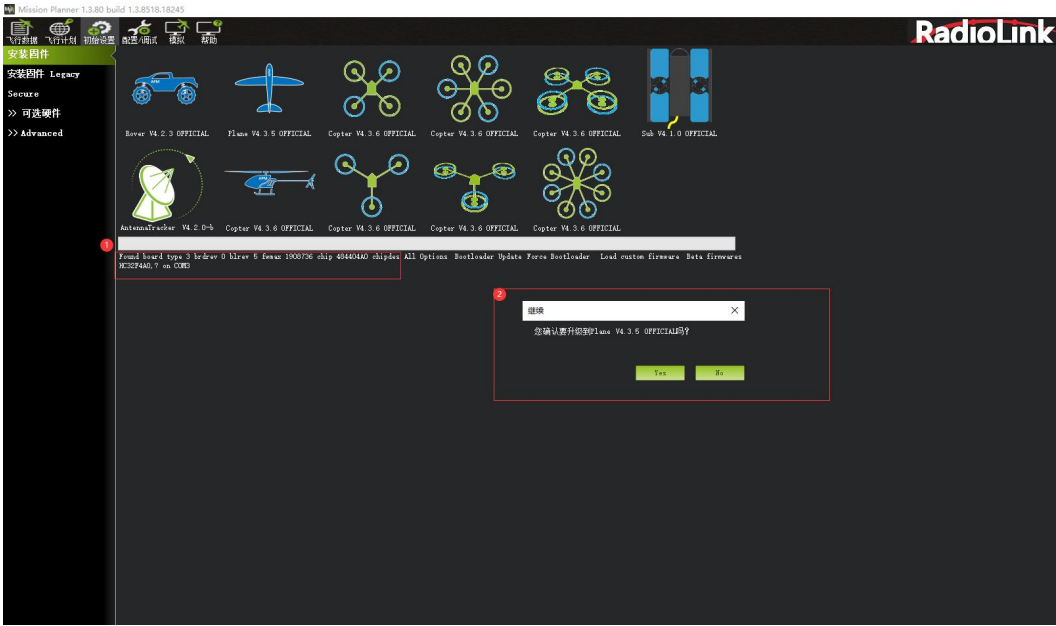 Mission Planner 1.3.80 build 1.3.8518.18245
飞行数据 飞行计划 初始设置 配置/调试 模拟 帮助
RadioLink
安装固件
安装固件 Legacy
Secure
>> 可选硬件
>> Advanced
APM
Rover V4.2.3 OFFICIAL Plane V4.3.5 OFFICIAL Copter V4.3.6 OFFICIAL Copter V4.3.6 OFFICIAL Copter V4.3.6 OFFICIAL Sub V4.1.0 OFFICIAL
AntennaTracker V4.2.0-b Copter V4.3.6 OFFICIAL Copter V4.3.6 OFFICIAL Copter V4.3.6 OFFICIAL Copter V4.3.6 OFFICIAL
1
Found board type 3 brdrev 0 blrev 5 fwmax 1908736 chip 484404A0 chipdes All Options Bootloader Update Force Bootloader Load custom firmware Beta firmwares
HC32F4A0,? on COM3
2
继续
您确认要升级到Plane V4.3.5 OFFICIAL吗?
Yes No